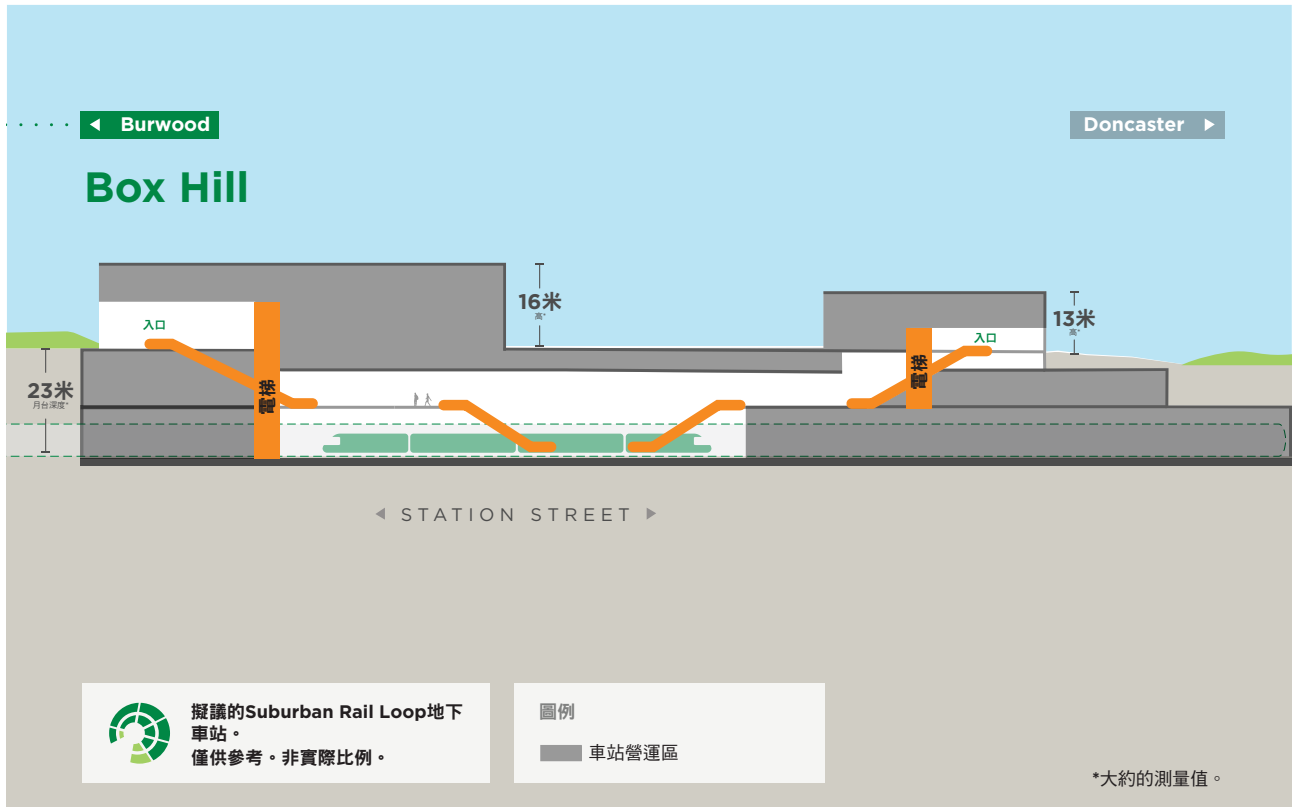 ◀ Burwood
Doncaster ▶
Box Hill
16米
高*
13米
高*
入口
入口
23米
月台深度*
電梯
電梯
◀ STATION STREET ▶
擬議的Suburban Rail Loop地下
車站。
僅供參考。非實際比例。
圖例
車站營運區
*大約的測量值。